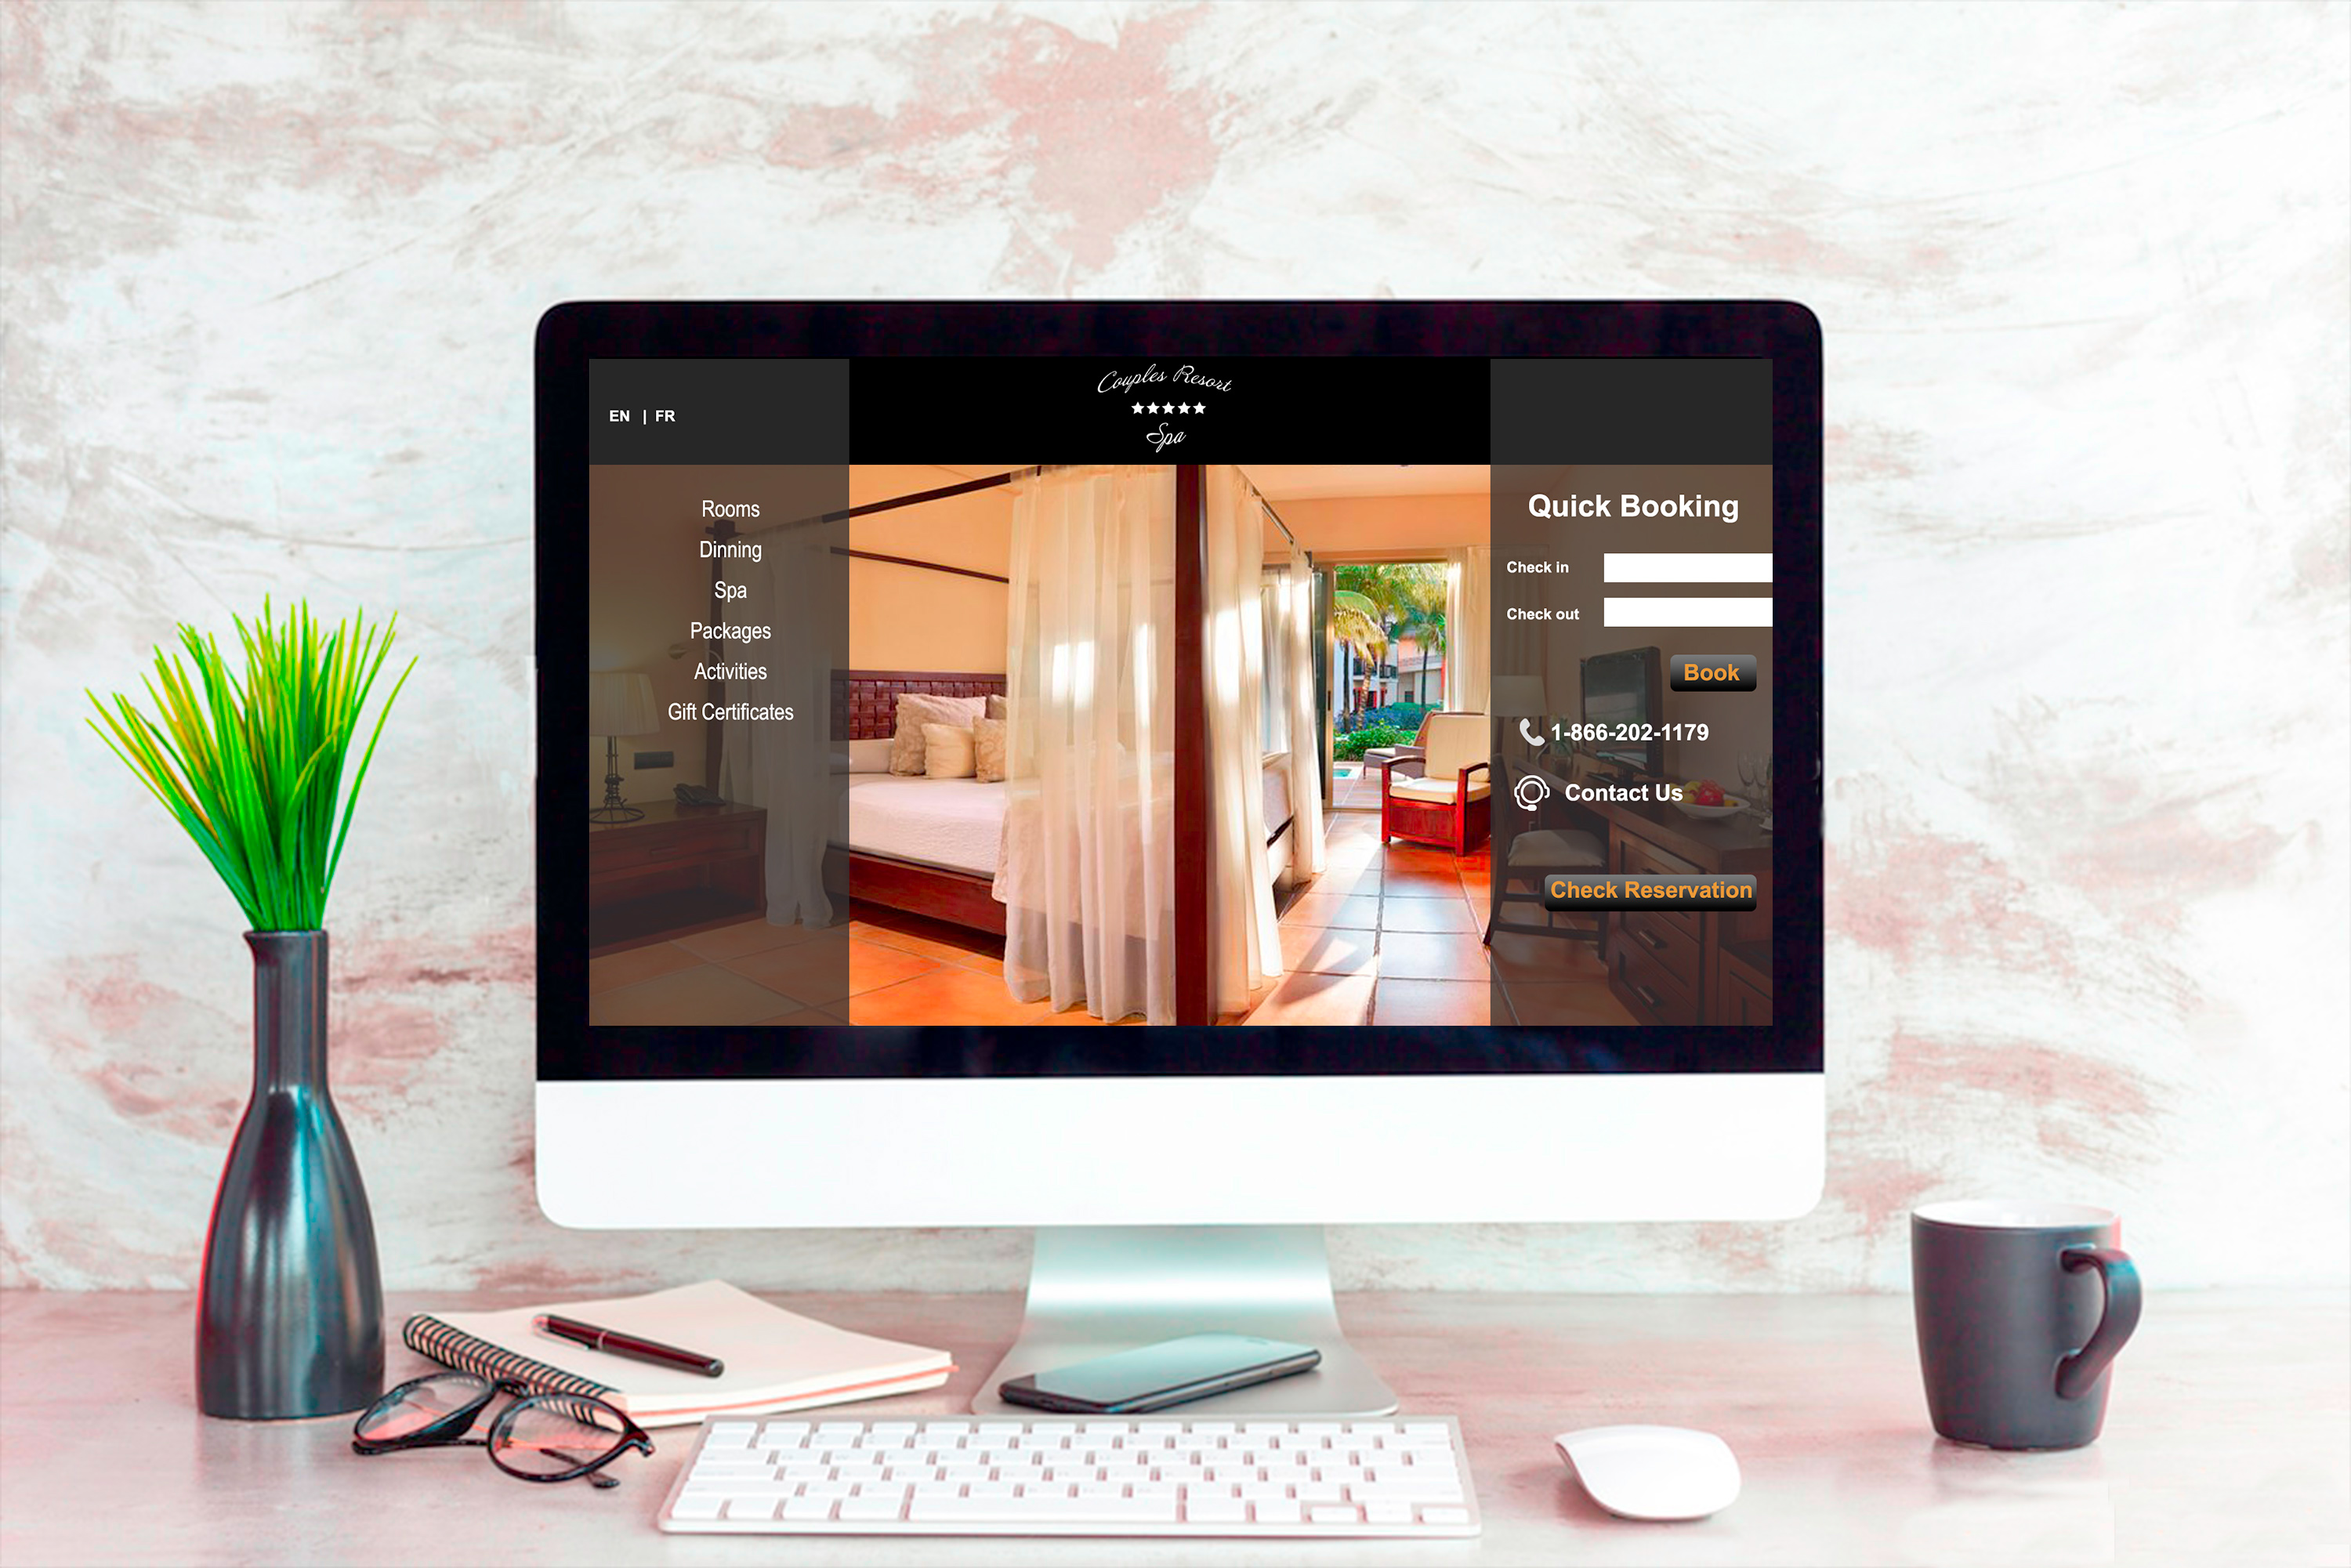 Couples Resort
Spa
EN | FR
Rooms
Dinning
Spa
Packages
Activities
Gift Certificates
Quick Booking
Check in
Check out
Book
1-866-202-1179
Contact Us
Check Reservation